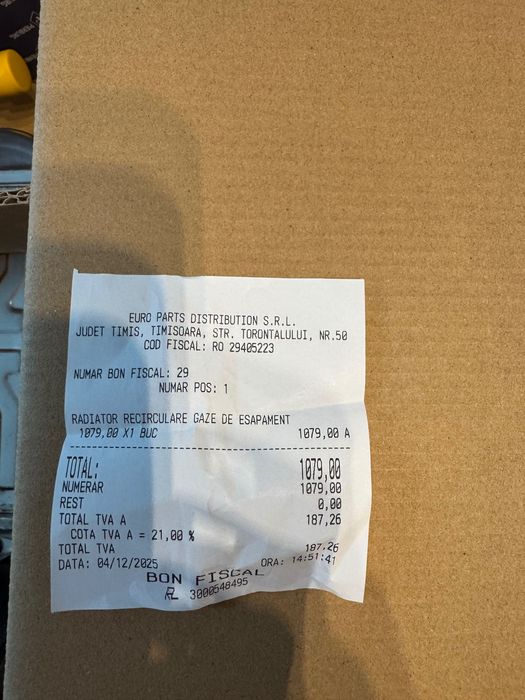 EURO PARTS DISTRIBUTION S.R.L.
JUDET TIMIS, TIMISOARA, STR. TORONTALULUI, NR.50
COD FISCAL: RO 29405223
NUMAR BON FISCAL: 29
NUMAR POS: 1
RADIATOR RECIRCULARE GAZE DE ESAPAMENT
1079,00 X1 BUC 1079,00 A
TOTAL: 1079,00
NUMERAR 1079,00
REST 0,00
TOTAL TVA A 187,26
COTA TVA A = 21,00 %
TOTAL TVA 187,26
DATA: 04/12/2025 ORA: 14:51:41
BON FISCAL
3000548495